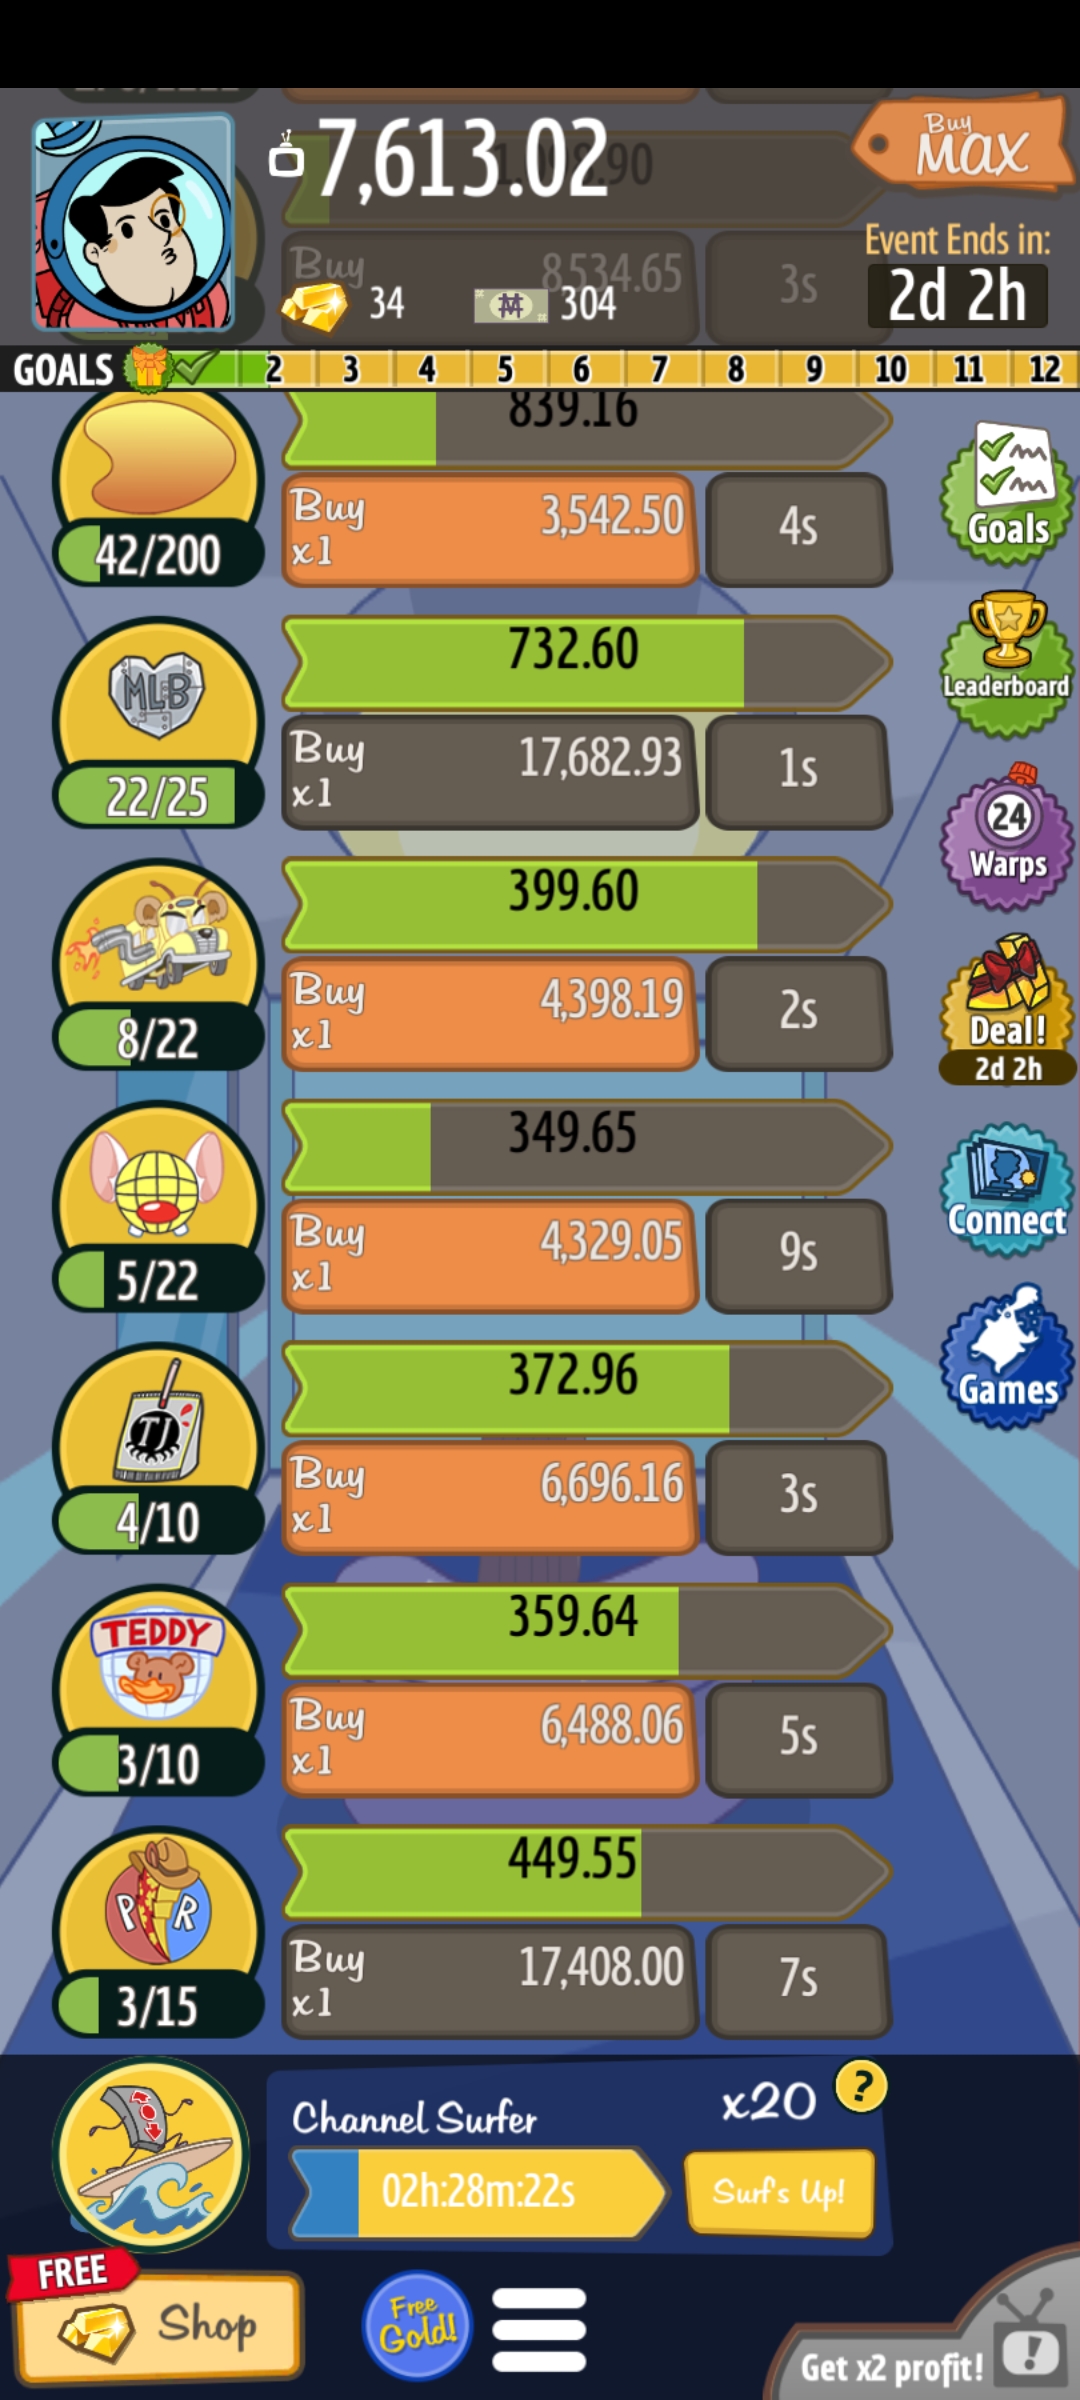 7,613.02
Buy
MAX
Event Ends in:
2d 2h
Buy
8534.65
3s
34
304
GOALS
2 3 4 5 6 7 8 9 10 11 12
839.16
Buy
x1
3,542.50
4s
42/200
Goals
MLB
732.60
Buy
x1
17,682.93
1s
22/25
Leaderboard
24
Warps
399.60
Buy
x1
4,398.19
2s
8/22
Deal!
2d 2h
349.65
Buy
x1
4,329.05
9s
5/22
Connect
TJ
372.96
Buy
x1
6,696.16
3s
4/10
Games
TEDDY
359.64
Buy
x1
6,488.06
5s
3/10
P R
449.55
Buy
x1
17,408.00
7s
3/15
Channel Surfer
x20
?
02h:28m:22s
Surf's Up!
FREE
Shop
Free
Gold!
Get x2 profit!